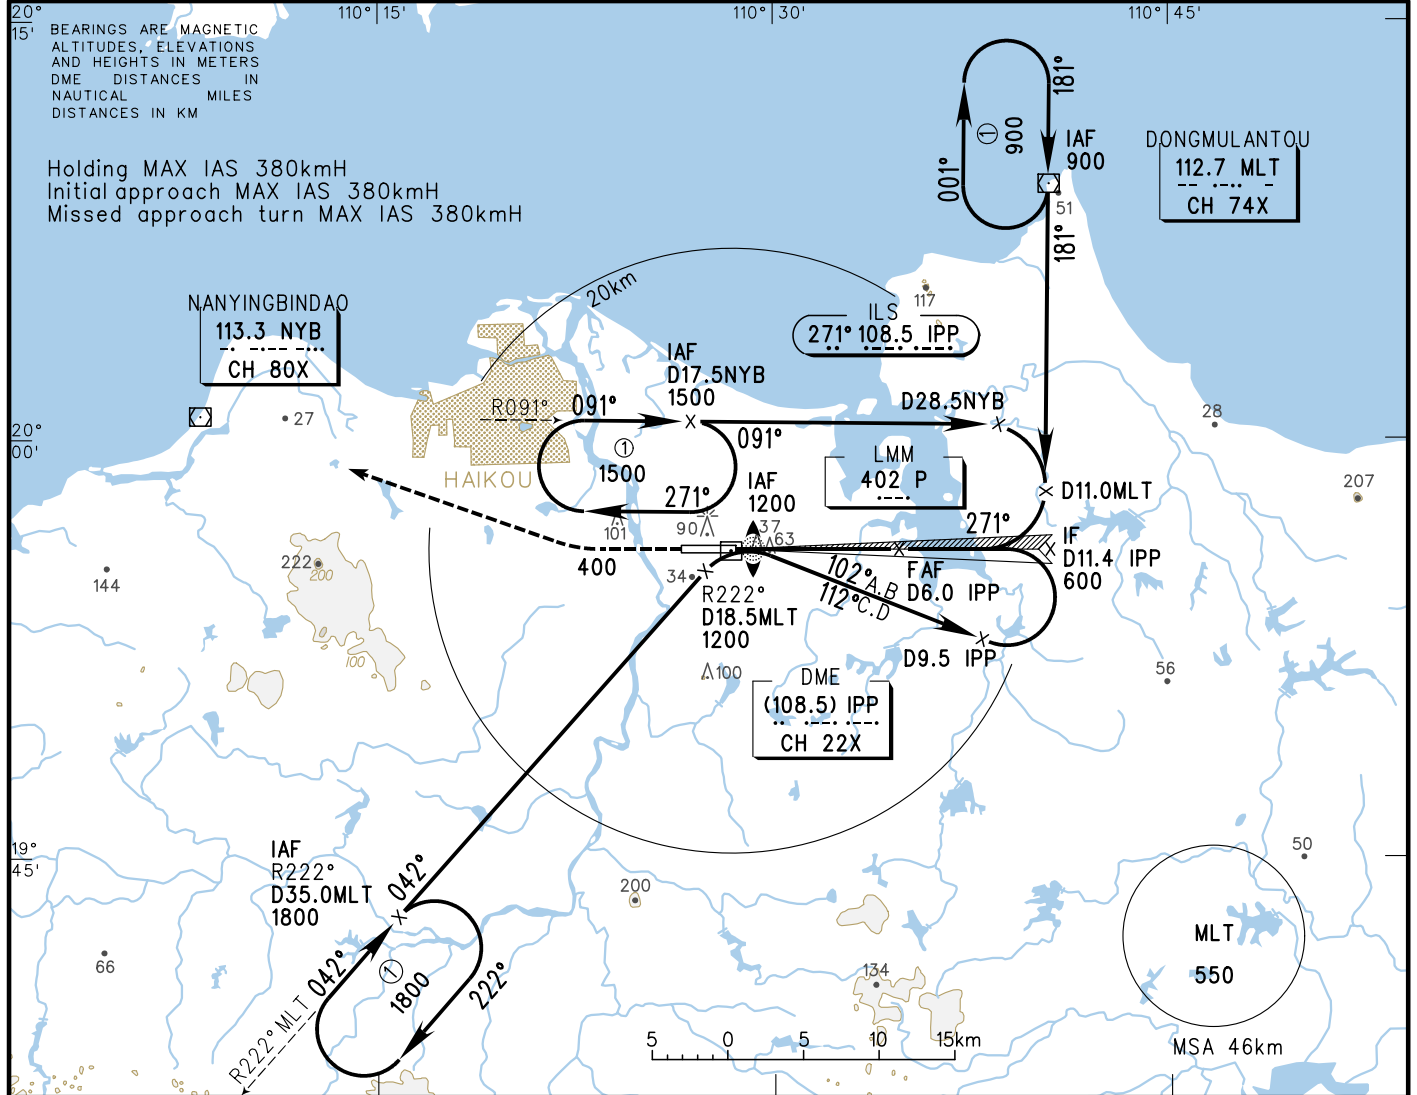 20°
15'
110° 15'
110° 30'
110° 45'
BEARINGS ARE MAGNETIC
ALTITUDES, ELEVATIONS
AND HEIGHTS IN METERS
DME DISTANCES IN
NAUTICAL MILES
DISTANCES IN KM
Holding MAX IAS 380kmH
Initial approach MAX IAS 380kmH
Missed approach turn MAX IAS 380kmH
181°
① 900
001°
IAF
900
51
181°
DONGMULANTOU
112.7 MLT
CH 74X
NANYINGBINDAO
113.3 NYB
CH 80X
20km
117
ILS
271° 108.5 IPP
IAF
D17.5NYB
1500
R091°
091°
D28.5NYB
27
28
20°
00'
①
1500
091°
HAIKOU
271°
LMM
402 P
IAF
1200
D11.0MLT
207
101
90
37
63
271°
IF
D11.4 IPP
600
400
222
200
144
100
34
R222°
D18.5MLT
1200
102°A.B
112°C.D
FAF
D6.0 IPP
D9.5 IPP
56
100
DME
(108.5) IPP
CH 22X
19°
45'
IAF
R222°
D35.0MLT
1800
042°
50
200
MLT
550
66
042°
①
1800
222°
134
R222° MLT
5 0 5 10 15km
MSA 46km